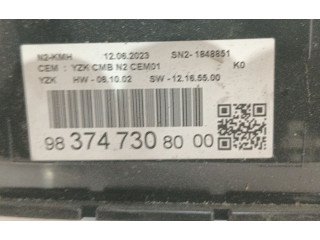 N2-KMH 12.06.2023 SN2-1848851
CEM : YZK CMB N2 CEM01 K0
YZK HW - 06.10.02 SW - 12.16.55.00
98 374 730 80 00